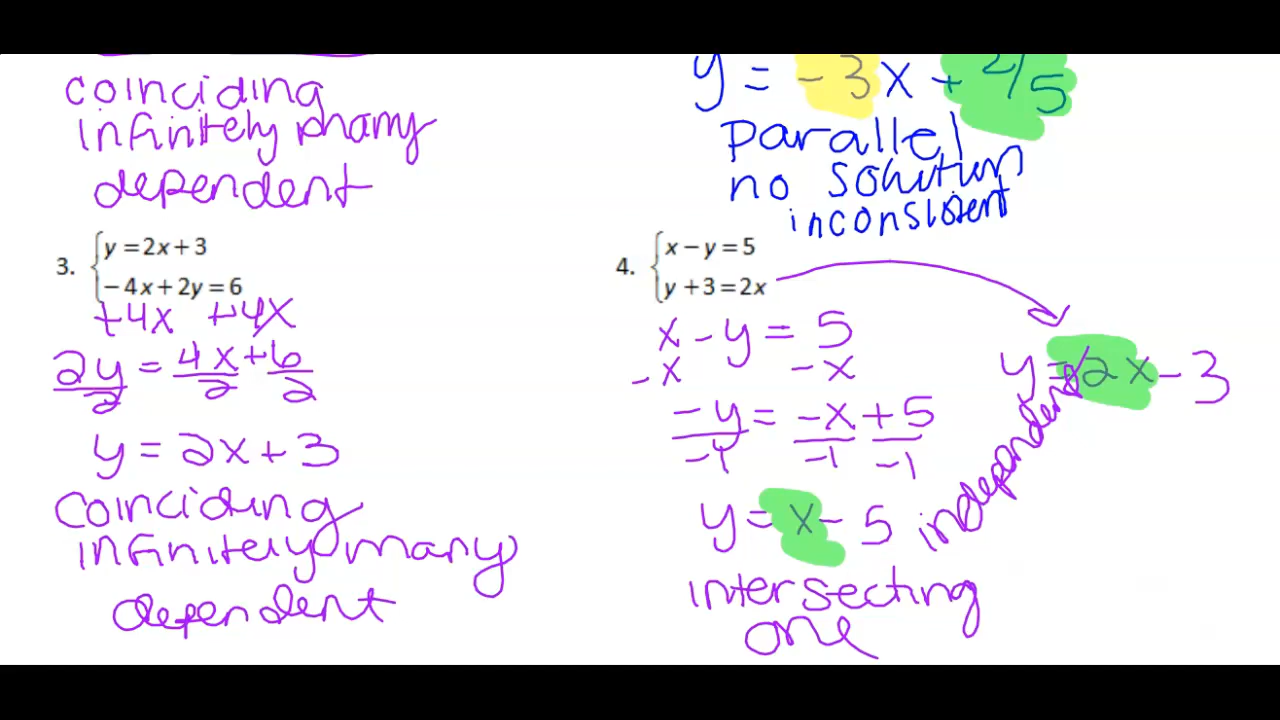 coinciding
infinitely many
dependent
y = -3x + 2/5
parallel
no solution
inconsistent
3. { y = 2x + 3
-4x + 2y = 6
+4x +4x
2y = 4x + 6
2 2 2
y = 2x + 3
Coinciding
infinitely many
dependent
4. { x - y = 5
y + 3 = 2x
x - y = 5
-x -x
-y = -x + 5
-1 -1 -1
y = x - 5
intersecting
one
independent
y = 2x - 3